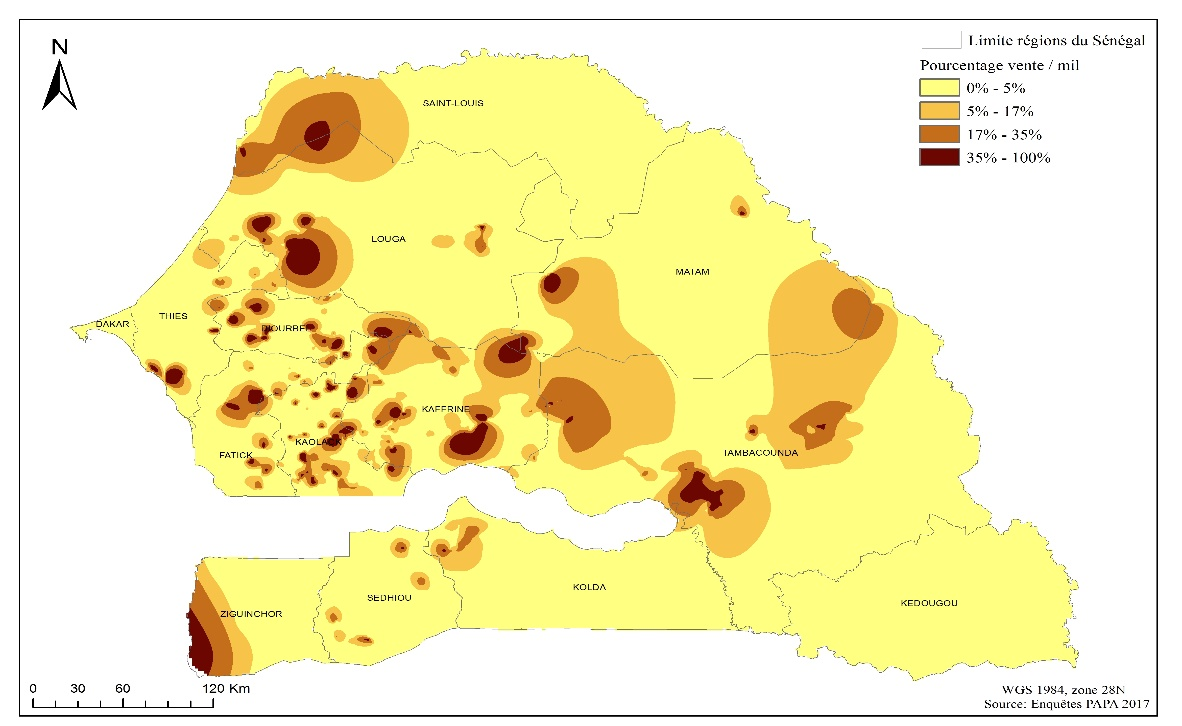 N
Limite régions du Sénégal
Pourcentage vente / mil
0% - 5%
5% - 17%
17% - 35%
35% - 100%
SAINT-LOUIS
LOUGA
MATAM
DAKAR
THIES
DIOURBEL
KAFFRINE
KAOLACK
FATICK
TAMBACOUNDA
KOLDA
SEDHIOU
ZIGUINCHOR
KEDOUGOU
0 30 60 120 Km
WGS 1984, zone 28N
Source: Enquêtes PAPA 2017